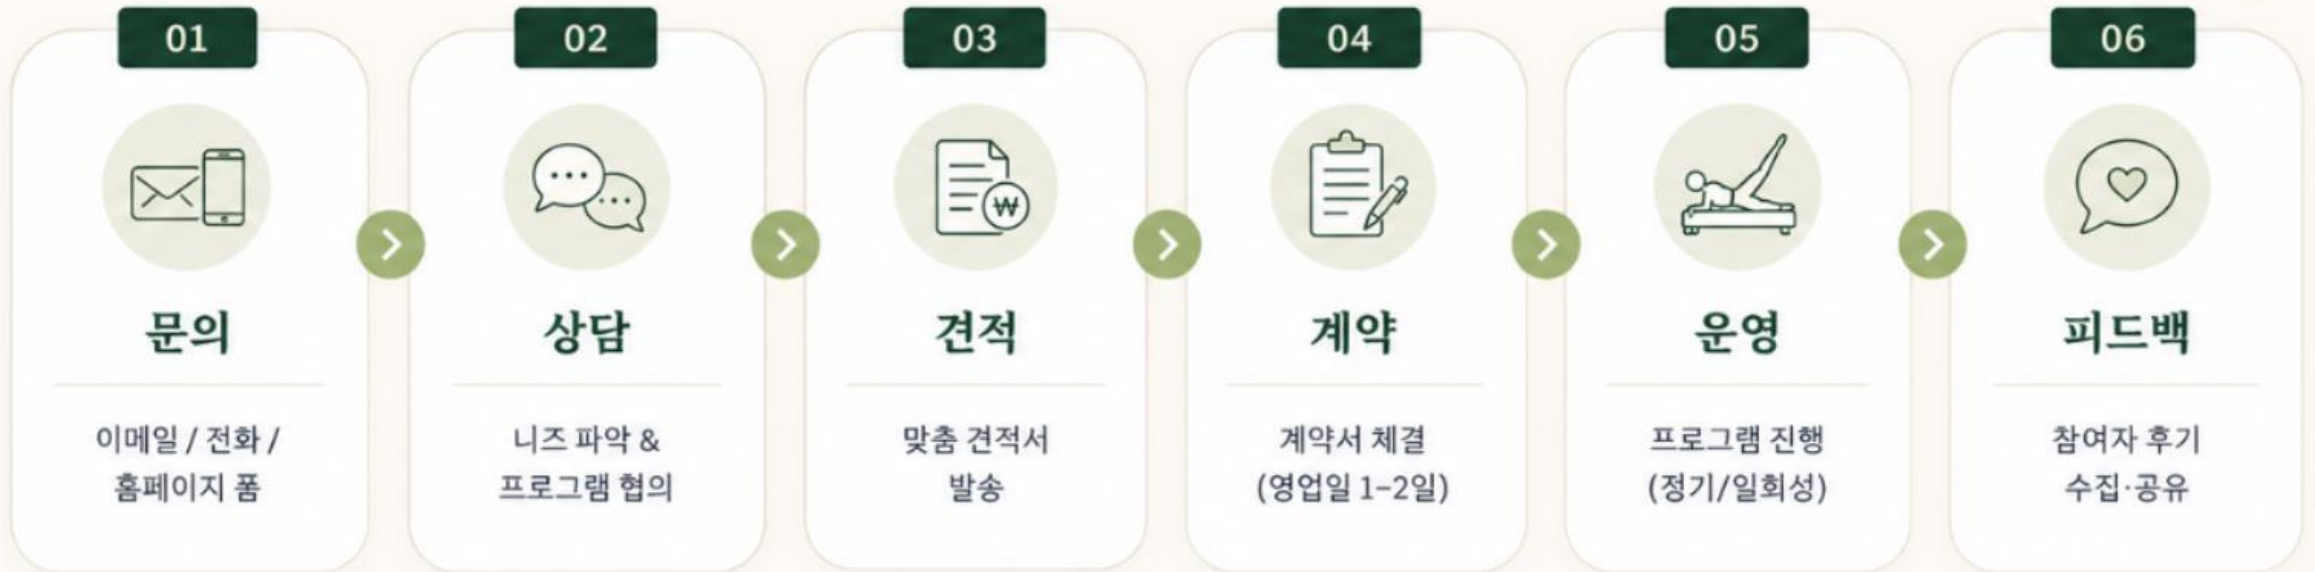 01
문의
이메일 / 전화 /
홈페이지 폼
02
상담
니즈 파악 &
프로그램 협의
03
₩
견적
맞춤 견적서
발송
04
계약
계약서 체결
(영업일 1–2일)
05
운영
프로그램 진행
(정기/일회성)
06
피드백
참여자 후기
수집·공유